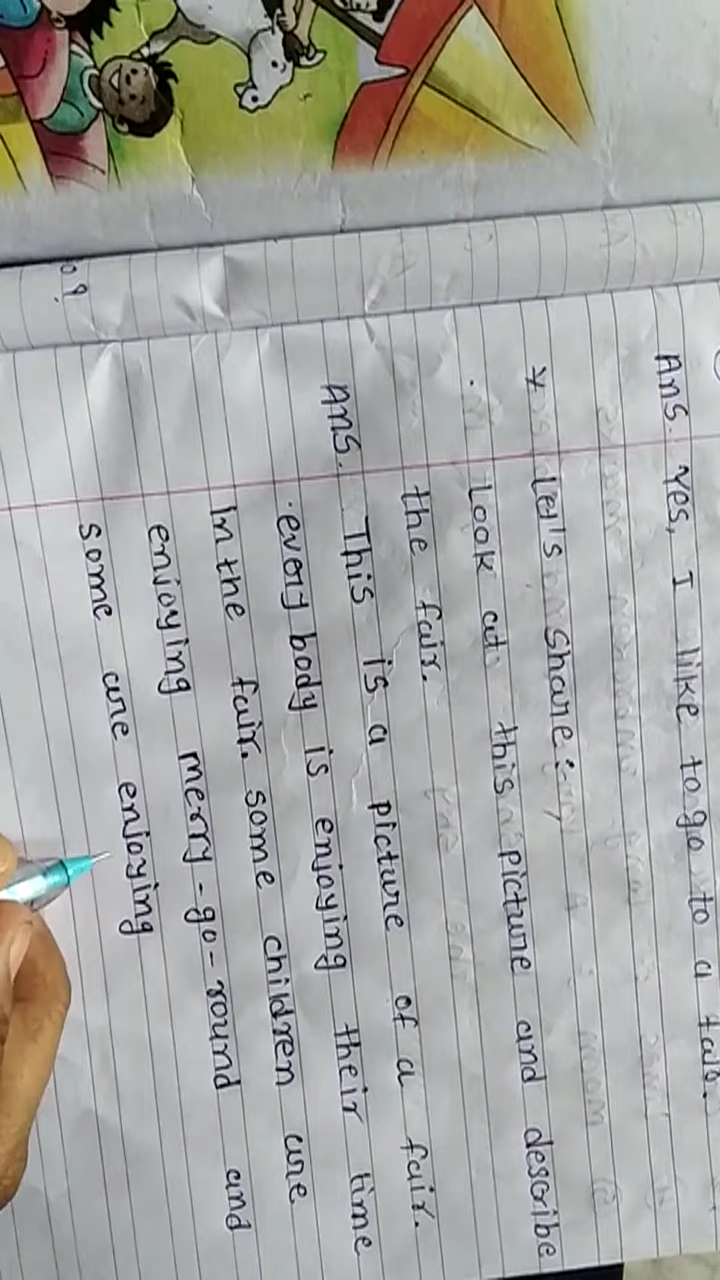 Ans. Yes, I like to go to a fair.
* Let's share :-
Look at this picture and describe
the fair.
Ans. This is a picture of a fair.
every body is enjoying their time
In the fair. some children are
enjoying merry-go-round and
some are enjoying